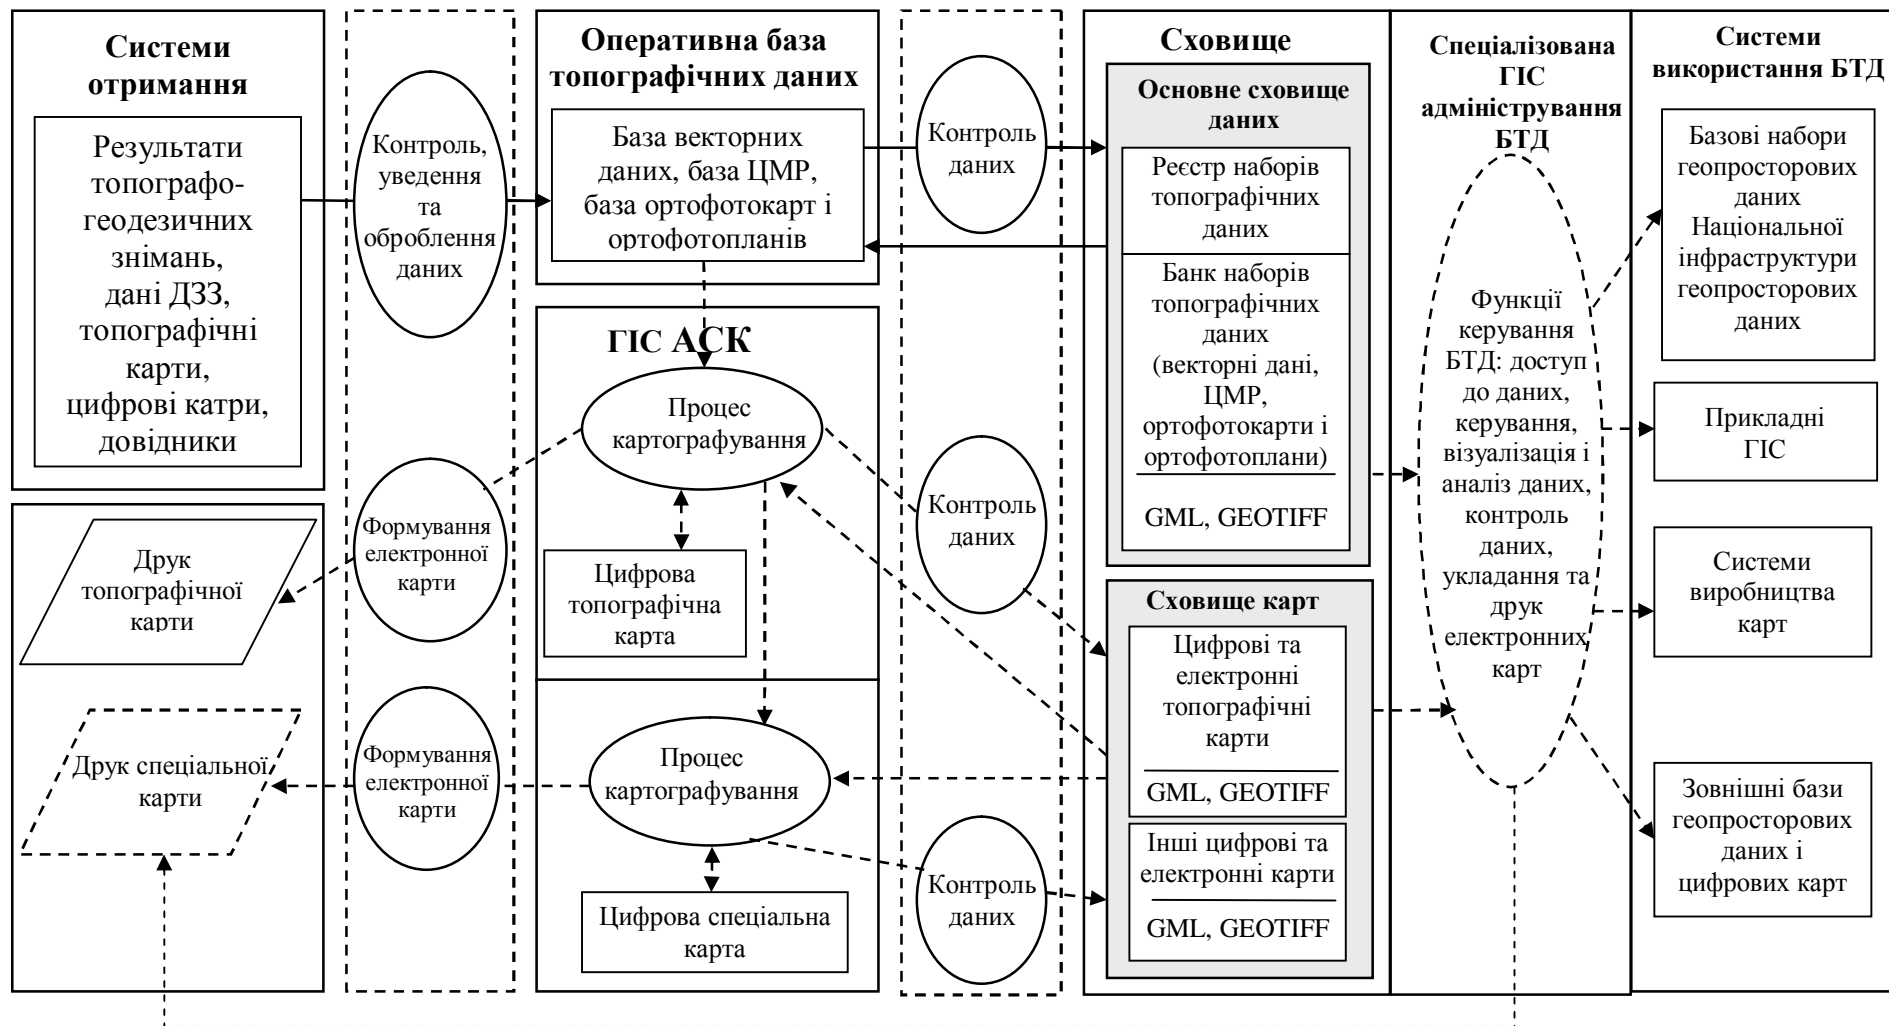 Системи
отримання
Результати
топографо-
геодезичних
знімань,
дані ДЗЗ,
топографічні
карти,
цифрові катри,
довідники
Друк
топографічної
карти
Друк спеціальної
карти
Контроль,
уведення
та
оброблення
даних
Формування
електронної
карти
Формування
електронної
карти
Оперативна база
топографічних даних
База векторних
даних, база ЦМР,
база ортофотокарт і
ортофотопланів
ГІС АСК
Процес
картографування
Цифрова
топографічна
карта
Процес
картографування
Цифрова спеціальна
карта
Контроль
даних
Контроль
даних
Контроль
даних
Сховище
Основне сховище
даних
Реєстр наборів
топографічних
даних
Банк наборів
топографічних
даних
(векторні дані,
ЦМР,
ортофотокарти і
ортофотоплани)
GML, GEOTIFF
Сховище карт
Цифрові та
електронні
топографічні
карти
GML, GEOTIFF
Інші цифрові та
електронні карти
GML, GEOTIFF
Спеціалізована
ГІС
адміністрування
БТД
Функції
керування
БТД: доступ
до даних,
керування,
візуалізація і
аналіз даних,
контроль
даних,
укладання та
друк
електронних
карт
Системи
використання БТД
Базові набори
геопросторових
даних
Національної
інфраструктури
геопросторових
даних
Прикладні
ГІС
Системи
виробництва
карт
Зовнішні бази
геопросторових
даних і
цифрових карт